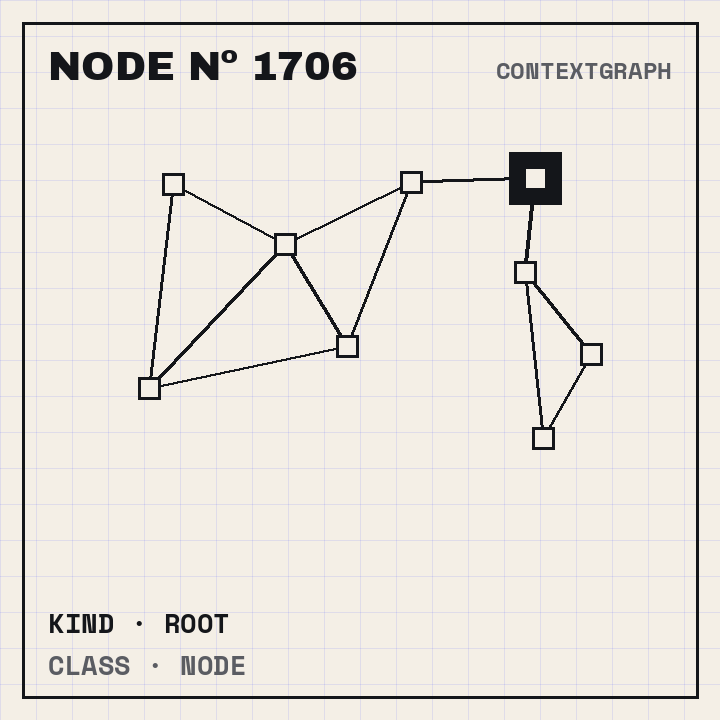 NODE Nº 1706
CONTEXTGRAPH
KIND · ROOT
CLASS · NODE